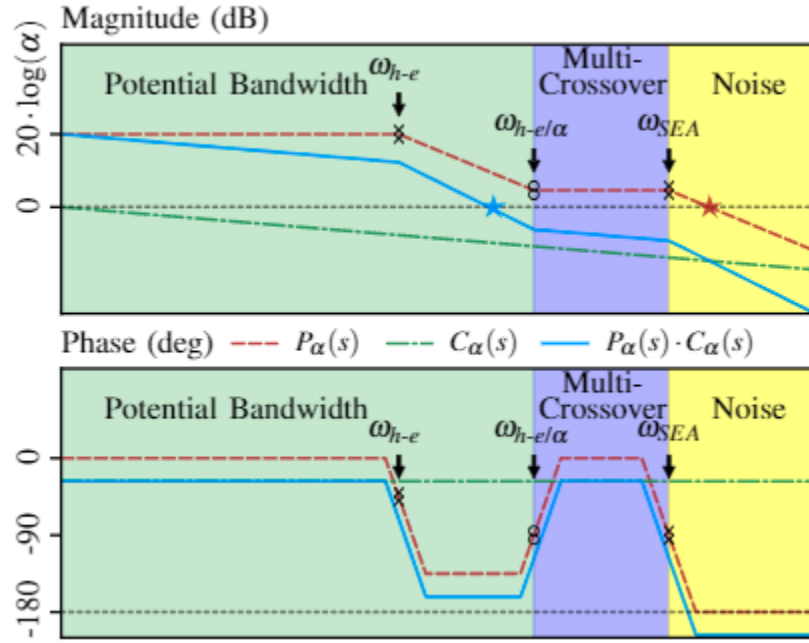 Magnitude (dB)
20·log(α)
0
Potential Bandwidth
Multi-
Crossover
Noise
ω_{h-e}
ω_{h-e/α}
ω_{SEA}
Phase (deg)
P_α(s)
C_α(s)
P_α(s)·C_α(s)
0
-90
-180
Potential Bandwidth
Multi-
Crossover
Noise
ω_{h-e}
ω_{h-e/α}
ω_{SEA}